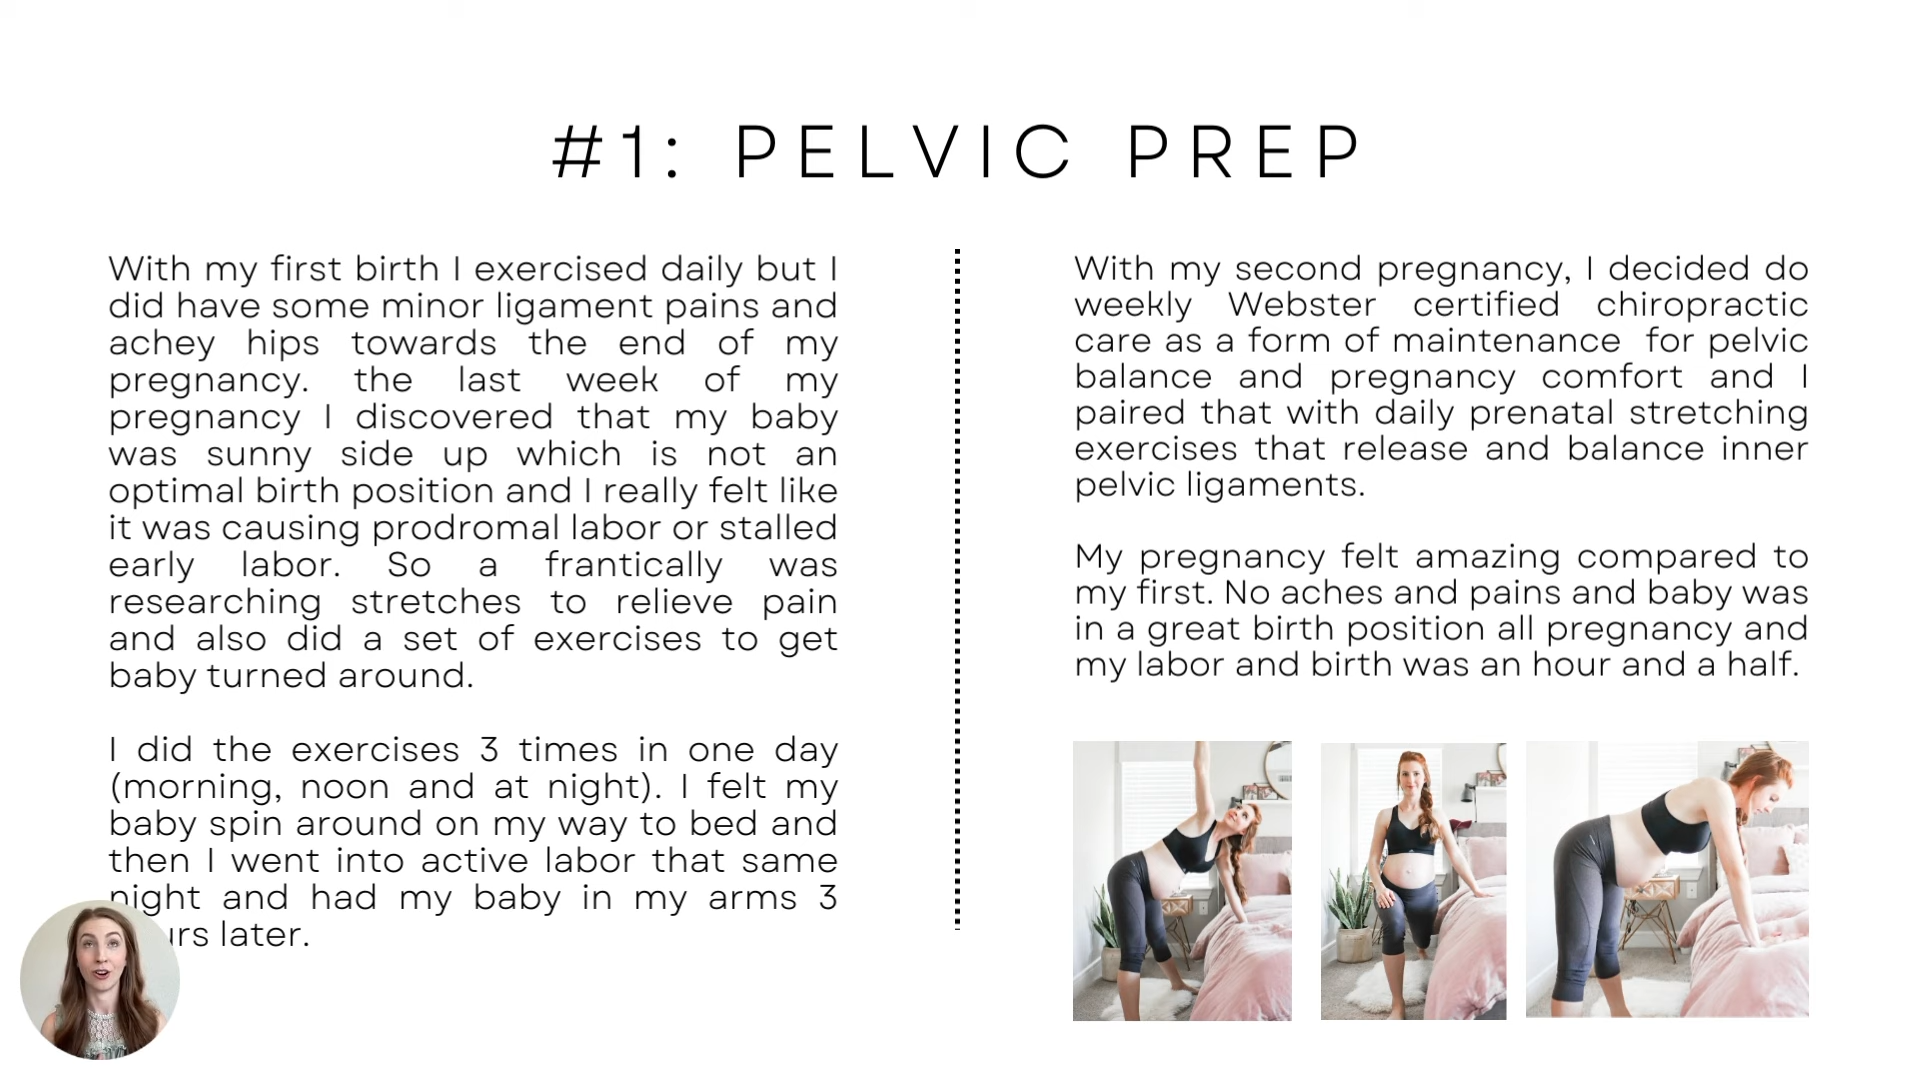 #1: PELVIC PREP
With my first birth I exercised daily but I
did have some minor ligament pains and
achey hips towards the end of my
pregnancy. the last week of my
pregnancy I discovered that my baby
was sunny side up which is not an
optimal birth position and I really felt like
it was causing prodromal labor or stalled
early labor. So a frantically was
researching stretches to relieve pain
and also did a set of exercises to get
baby turned around.
I did the exercises 3 times in one day
(morning, noon and at night). I felt my
baby spin around on my way to bed and
then I went into active labor that same
night and had my baby in my arms 3
later.
With my second pregnancy, I decided do
weekly Webster certified chiropractic
care as a form of maintenance for pelvic
balance and pregnancy comfort and I
paired that with daily prenatal stretching
exercises that release and balance inner
pelvic ligaments.
My pregnancy felt amazing compared to
my first. No aches and pains and baby was
in a great birth position all pregnancy and
my labor and birth was an hour and a half.